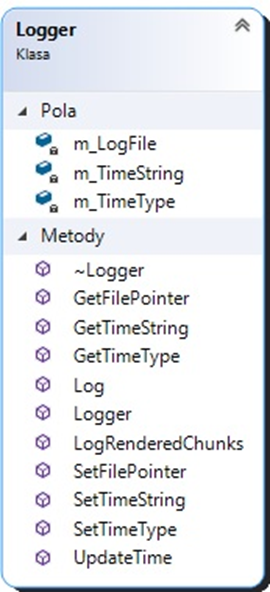 Logger
Klasa
Pola
m_LogFile
m_TimeString
m_TimeType
Metody
~Logger
GetFilePointer
GetTimeString
GetTimeType
Log
Logger
LogRenderedChunks
SetFilePointer
SetTimeString
SetTimeType
UpdateTime